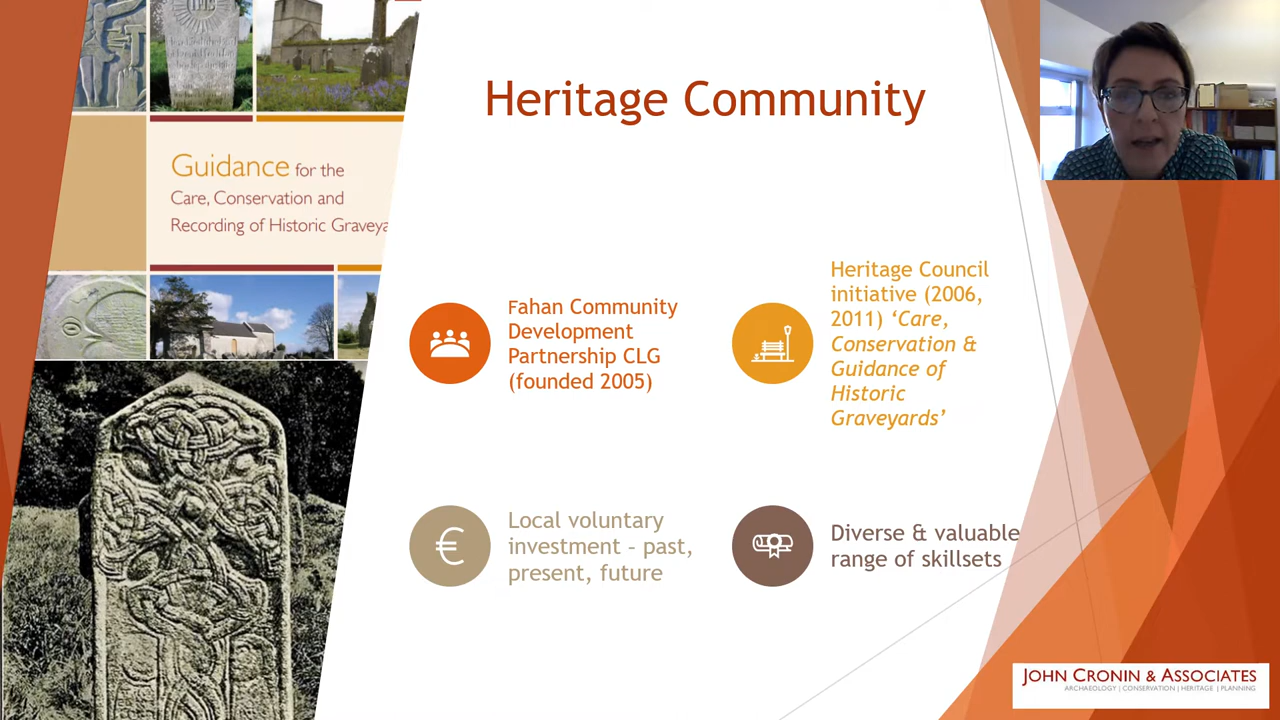 Heritage Community
IHS
Guidance for the
Care, Conservation and
Recording of Historic Graveya
Fahan Community
Development
Partnership CLG
(founded 2005)
Heritage Council
initiative (2006,
2011) ‘Care,
Conservation &
Guidance of
Historic
Graveyards’
€
Local voluntary
investment – past,
present, future
Diverse & valuable
range of skillsets
JOHN CRONIN & ASSOCIATES
ARCHAEOLOGY | CONSERVATION | HERITAGE | PLANNING